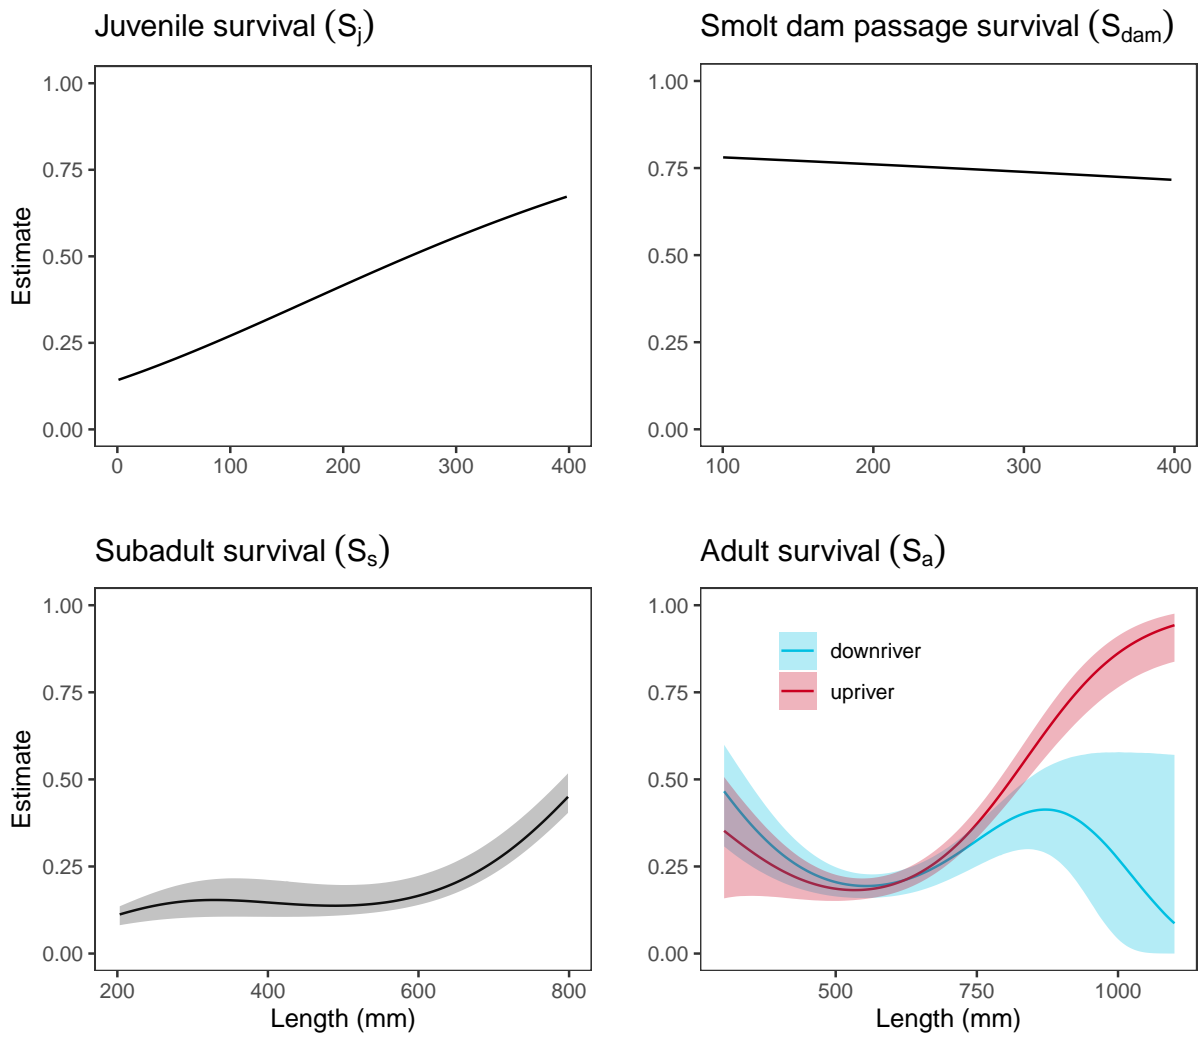 Juvenile survival (Sj)
Smolt dam passage survival (Sdam)
Estimate
1.00
0.75
0.50
0.25
0.00
0 100 200 300 400
1.00
0.75
0.50
0.25
0.00
100 200 300 400
Subadult survival (Ss)
Adult survival (Sa)
Estimate
1.00
0.75
0.50
0.25
0.00
200 400 600 800
Length (mm)
1.00
0.75
0.50
0.25
0.00
downriver
upriver
500 750 1000
Length (mm)